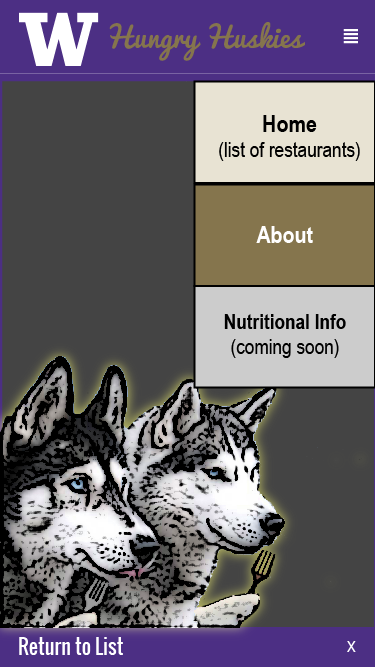 W Hungry Huskies
Home
(list of restaurants)
About
Nutritional Info
(coming soon)
Return to List X